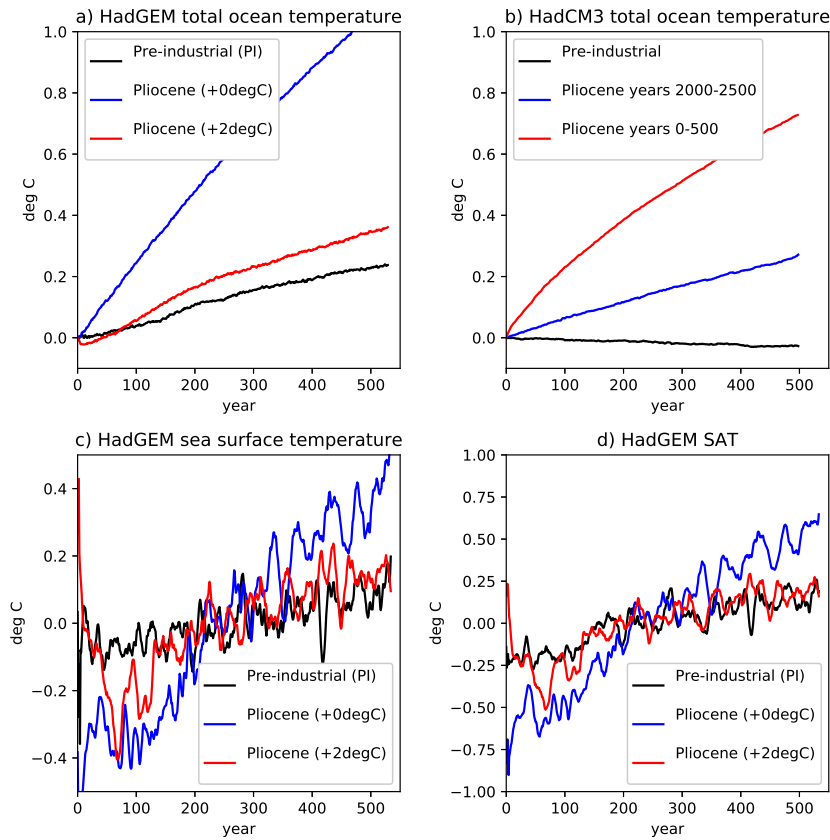 a) HadGEM total ocean temperature
1.0
0.8
0.6
0.4
0.2
0.0
deg C
0 100 200 300 400 500
year
Pre-industrial (PI)
Pliocene (+0degC)
Pliocene (+2degC)
b) HadCM3 total ocean temperature
1.0
0.8
0.6
0.4
0.2
0.0
deg C
0 100 200 300 400 500
year
Pre-industrial
Pliocene years 2000-2500
Pliocene years 0-500
c) HadGEM sea surface temperature
0.4
0.2
0.0
−0.2
−0.4
deg C
0 100 200 300 400 500
year
Pre-industrial (PI)
Pliocene (+0degC)
Pliocene (+2degC)
d) HadGEM SAT
1.00
0.75
0.50
0.25
0.00
−0.25
−0.50
−0.75
−1.00
deg C
0 100 200 300 400 500
year
Pre-industrial (PI)
Pliocene (+0degC)
Pliocene (+2degC)